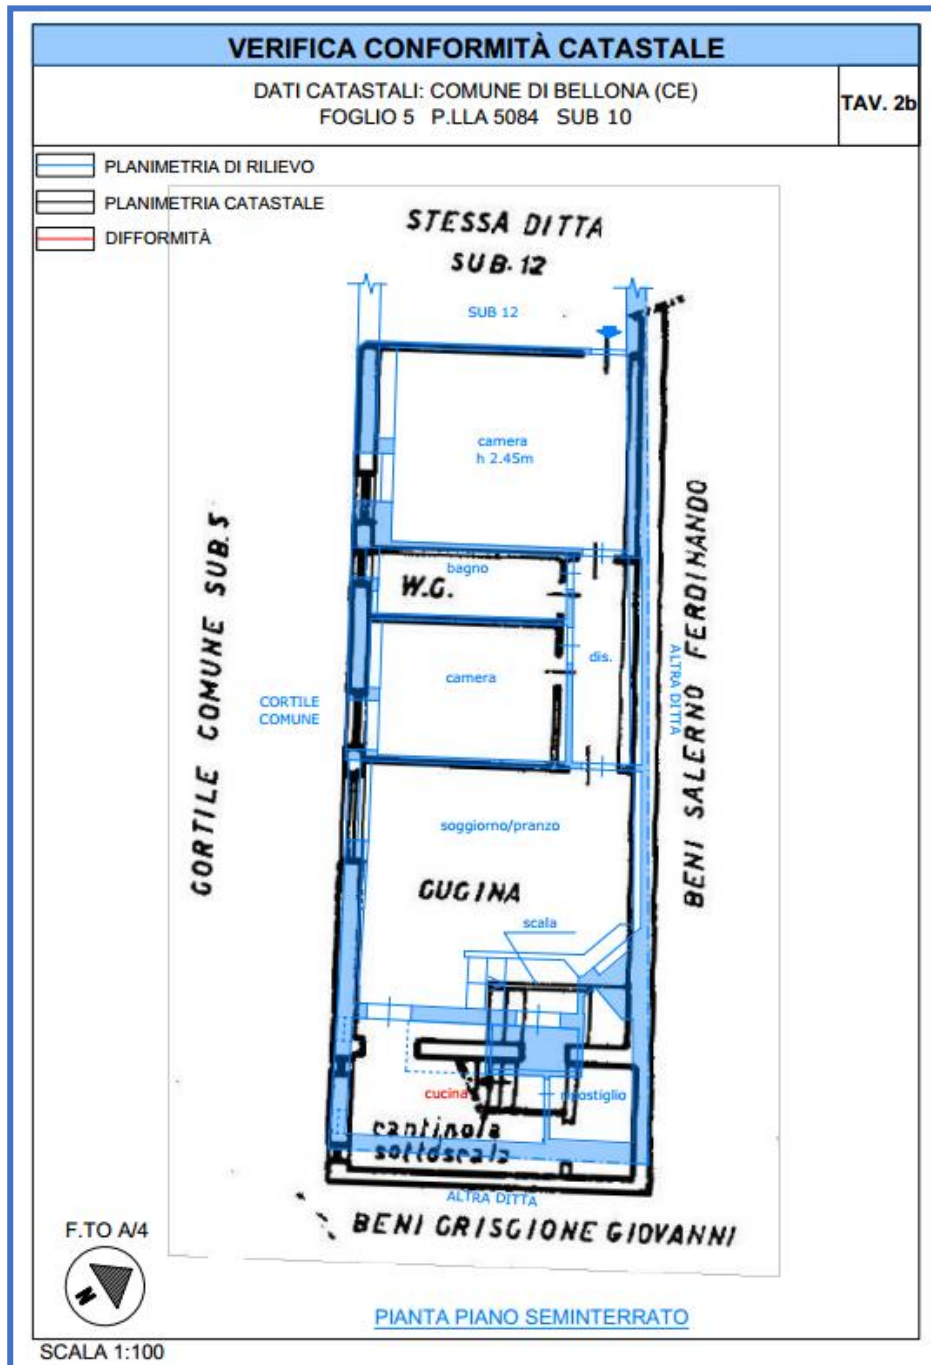 VERIFICA CONFORMITÀ CATASTALE
DATI CATASTALI: COMUNE DI BELLONA (CE)
FOGLIO 5 P.LLA 5084 SUB 10
TAV. 2b
PLANIMETRIA DI RILIEVO
PLANIMETRIA CATASTALE
DIFFORMITÀ
STESSA DITTA
SUB. 12
SUB 12
camera
h 2.45m
bagno
W.C.
dis.
camera
CORTILE
COMUNE
CORTILE COMUNE SUB. 5
ALTRA DITTA
BENI SALERNO FERDINANDO
soggiorno/pranzo
CUCINA
scala
cucina
ripostiglio
cantinola
sottoscala
ALTRA DITTA
BENI CRISCIONE GIOVANNI
F.TO A/4
N
PIANTA PIANO SEMINTERRATO
SCALA 1:100